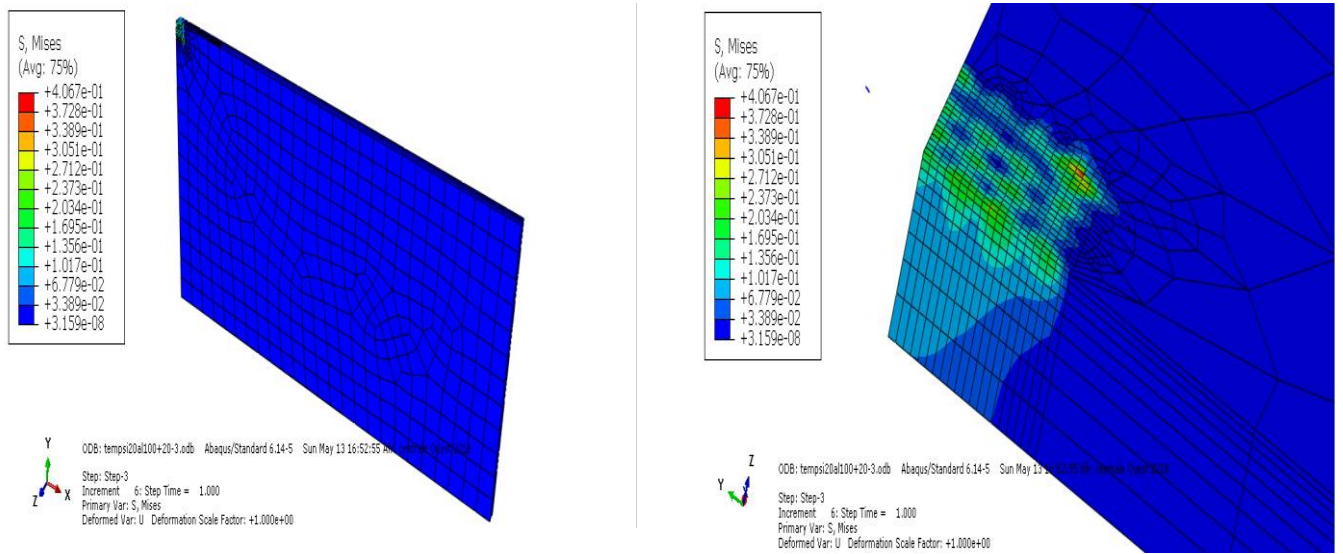 S, Mises
(Avg: 75%)
+4.067e-01
+3.728e-01
+3.389e-01
+3.051e-01
+2.712e-01
+2.373e-01
+2.034e-01
+1.695e-01
+1.356e-01
+1.017e-01
+6.779e-02
+3.389e-02
+3.159e-08
Y
Z
X
ODB: tempsi20al100+20-3.odb Abaqus/Standard 6.14-5 Sun May 13 16:52:55
Step: Step-3
Increment 6: Step Time = 1.000
Primary Var: S, Mises
Deformed Var: U Deformation Scale Factor: +1.000e+00
S, Mises
(Avg: 75%)
+4.067e-01
+3.728e-01
+3.389e-01
+3.051e-01
+2.712e-01
+2.373e-01
+2.034e-01
+1.695e-01
+1.356e-01
+1.017e-01
+6.779e-02
+3.389e-02
+3.159e-08
Z
Y
ODB: tempsi20al100+20-3.odb Abaqus/Standard 6.14-5 Sun May 13
Step: Step-3
Increment 6: Step Time = 1.000
Primary Var: S, Mises
Deformed Var: U Deformation Scale Factor: +1.000e+00